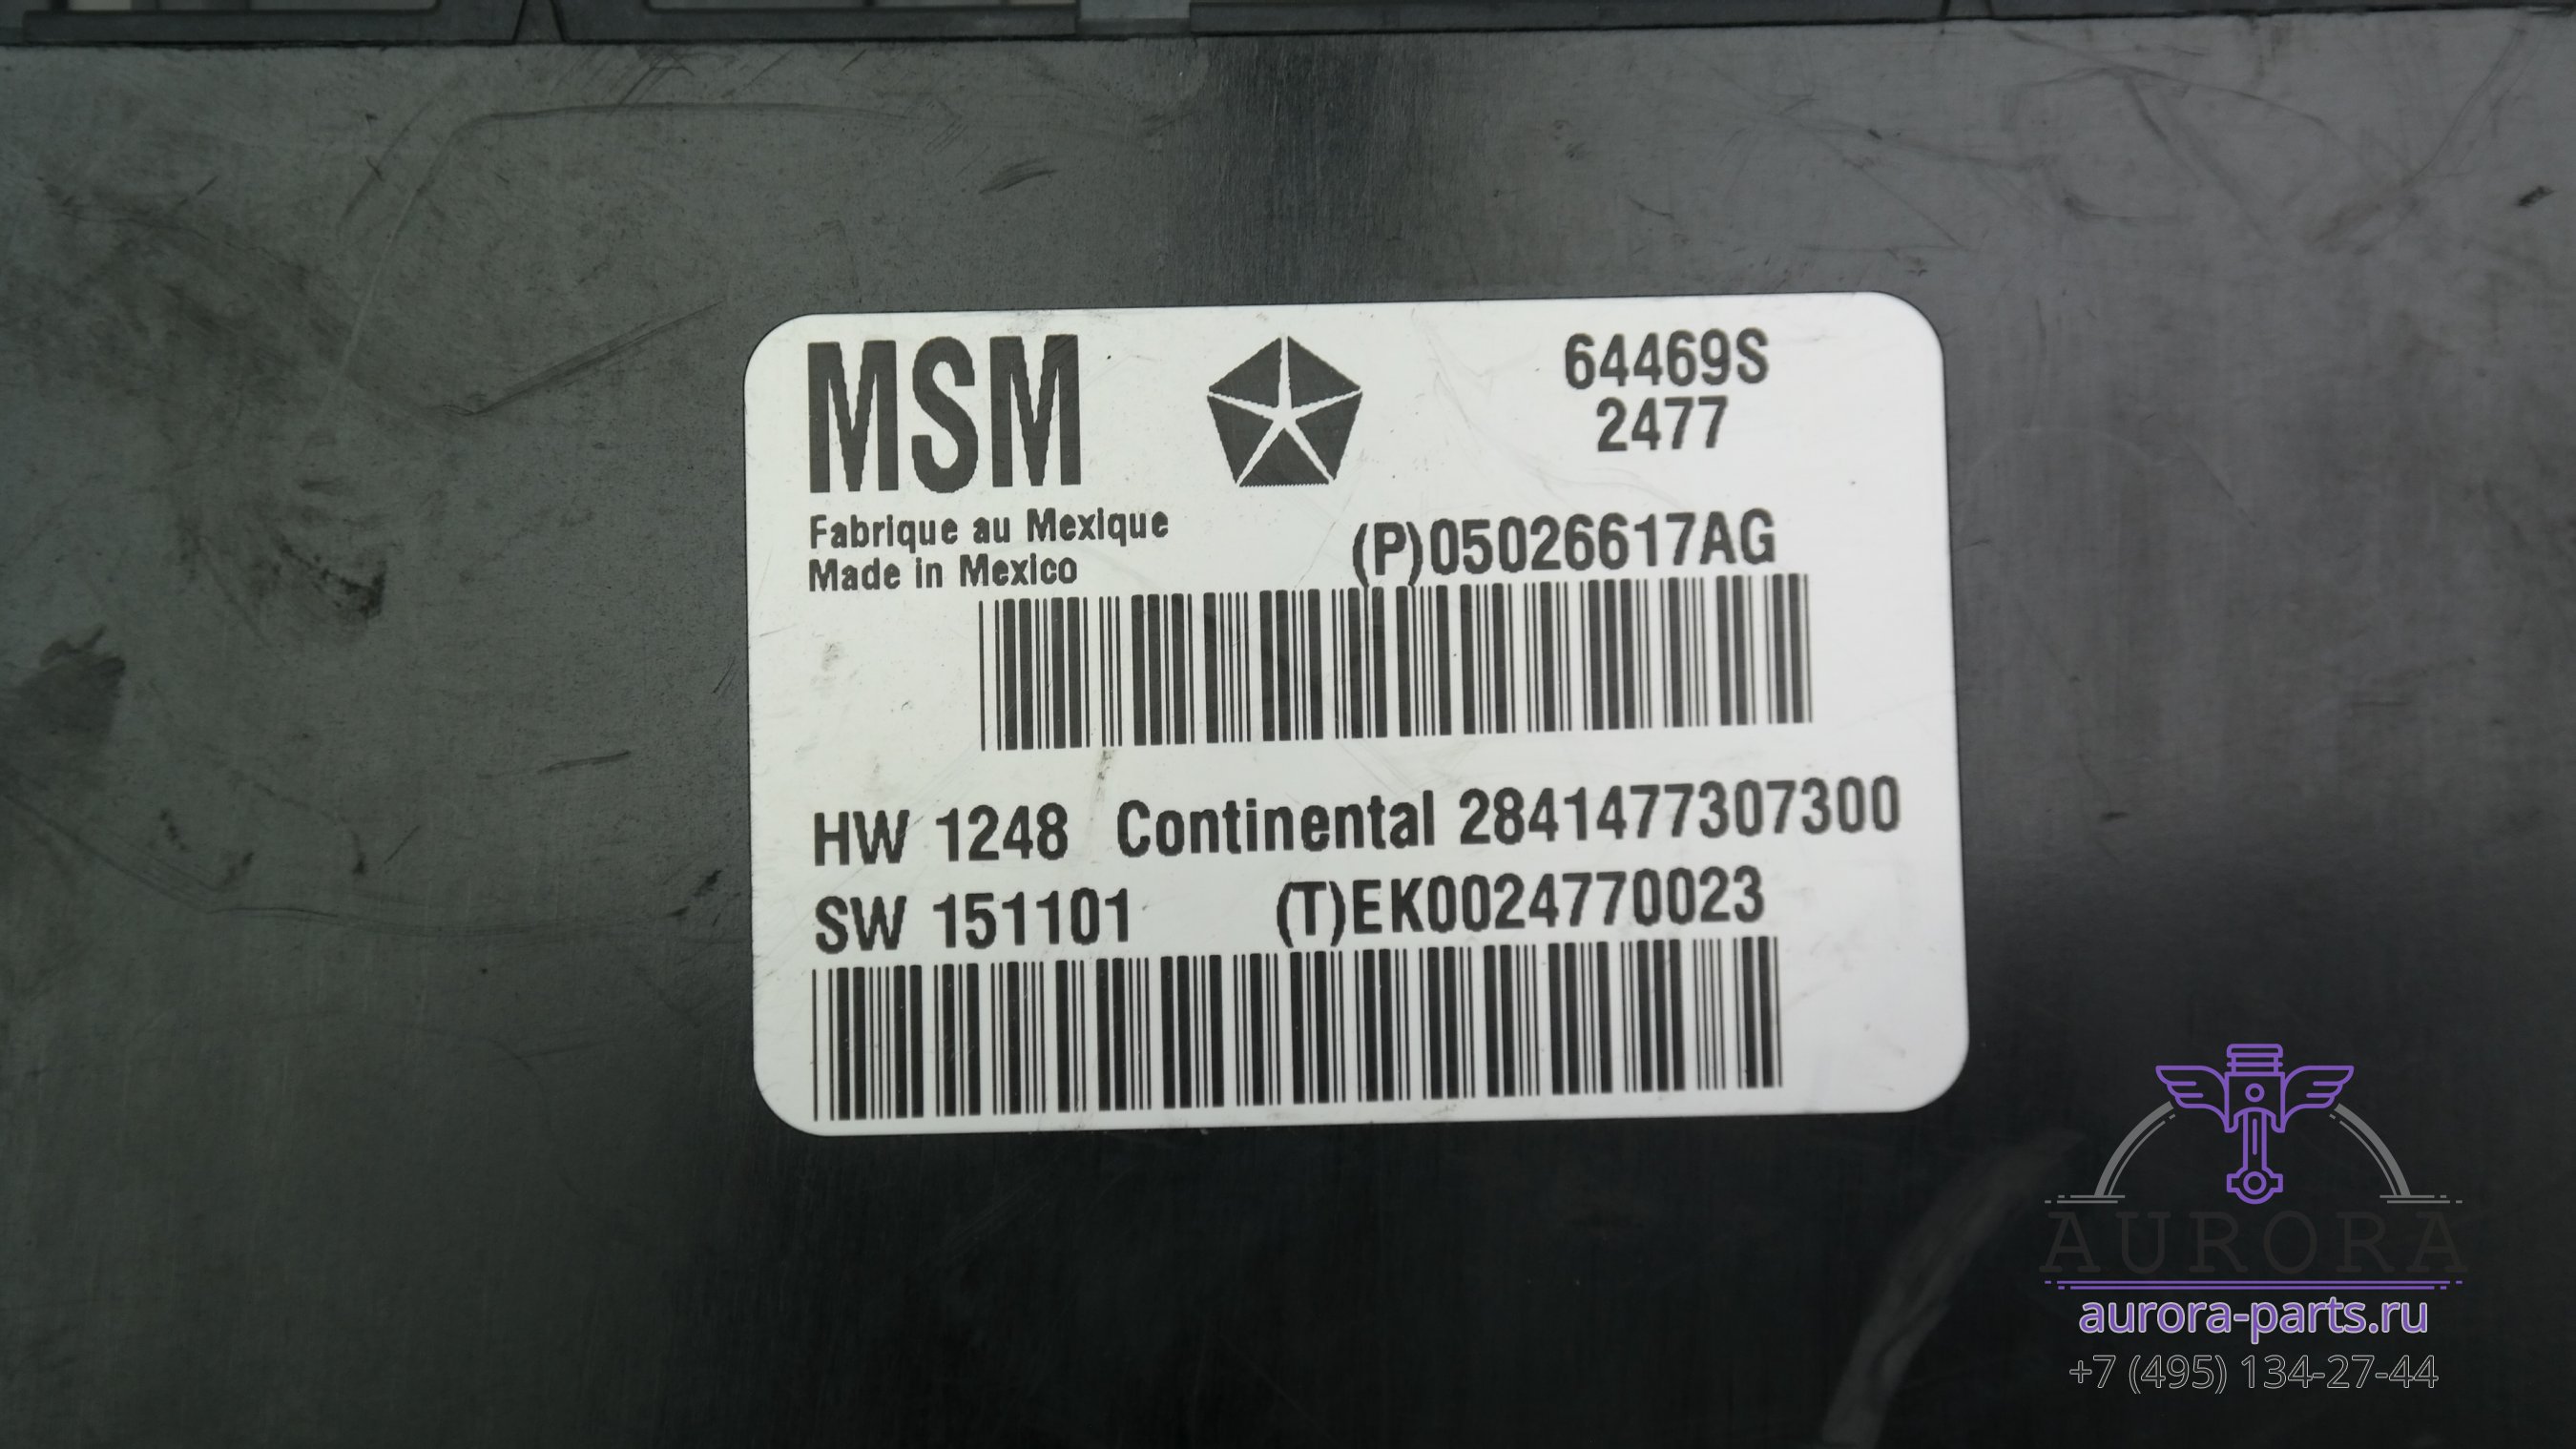 MSM
64469S
2477
Fabrique au Mexique
Made in Mexico
(P)05026617AG
HW 1248 Continental 2841477307300
SW 151101 (T)EK0024770023
AURORA
aurora-parts.ru
+7 (495) 134-27-44